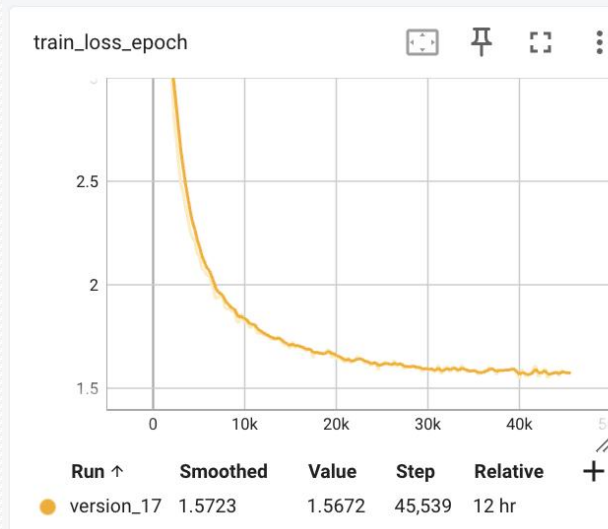 train_loss_epoch
2.5
2
1.5
0 10k 20k 30k 40k
Run ↑ Smoothed Value Step Relative
version_17 1.5723 1.5672 45,539 12 hr